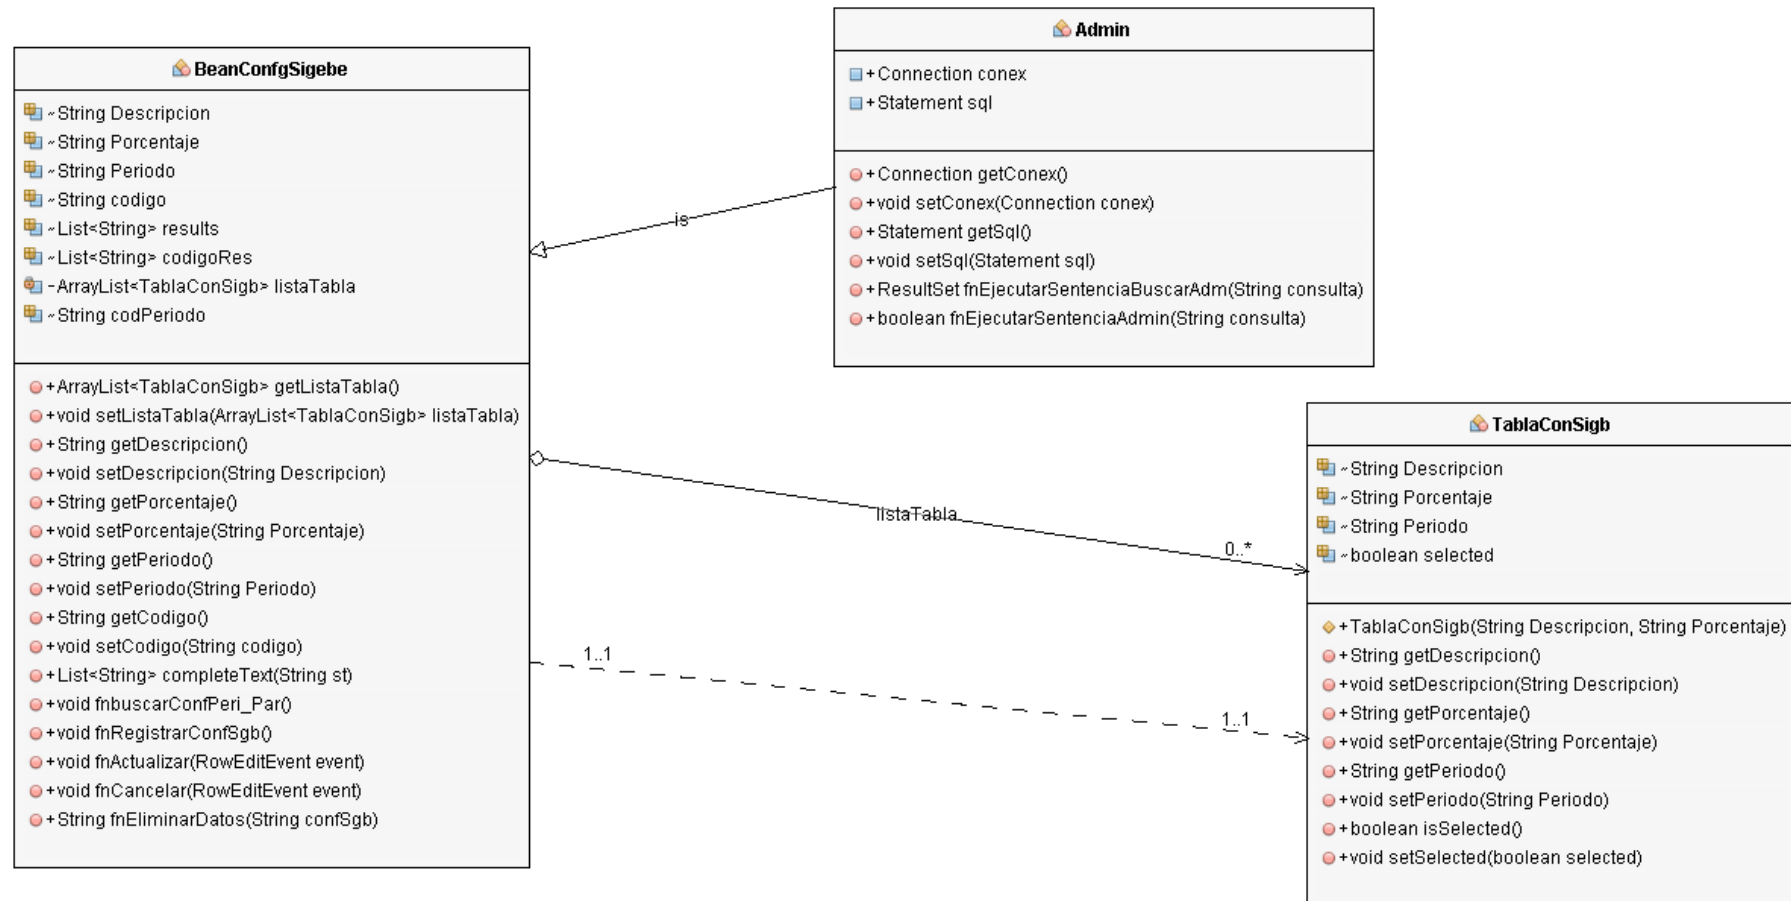 BeanConfgSigebe
~String Descripcion
~String Porcentaje
~String Periodo
~String codigo
~List<String> results
~List<String> codigoRes
-ArrayList<TablaConSigb> listaTabla
~String codPeriodo
+ArrayList<TablaConSigb> getListaTabla()
+void setListaTabla(ArrayList<TablaConSigb> listaTabla)
+String getDescripcion()
+void setDescripcion(String Descripcion)
+String getPorcentaje()
+void setPorcentaje(String Porcentaje)
+String getPeriodo()
+void setPeriodo(String Periodo)
+String getCodigo()
+void setCodigo(String codigo)
+List<String> completeText(String st)
+void fnbuscarConfPeri_Par()
+void fnRegistrarConfSgb()
+void fnActualizar(RowEditEvent event)
+void fnCancelar(RowEditEvent event)
+String fnEliminarDatos(String confSgb)
is
Admin
+Connection conex
+Statement sql
+Connection getConex()
+void setConex(Connection conex)
+Statement getSql()
+void setSql(Statement sql)
+ResultSet fnEjecutarSentenciaBuscarAdm(String consulta)
+boolean fnEjecutarSentenciaAdmin(String consulta)
listaTabla
0..*
1..1
1..1
TablaConSigb
~String Descripcion
~String Porcentaje
~String Periodo
~boolean selected
+TablaConSigb(String Descripcion, String Porcentaje)
+String getDescripcion()
+void setDescripcion(String Descripcion)
+String getPorcentaje()
+void setPorcentaje(String Porcentaje)
+String getPeriodo()
+void setPeriodo(String Periodo)
+boolean isSelected()
+void setSelected(boolean selected)